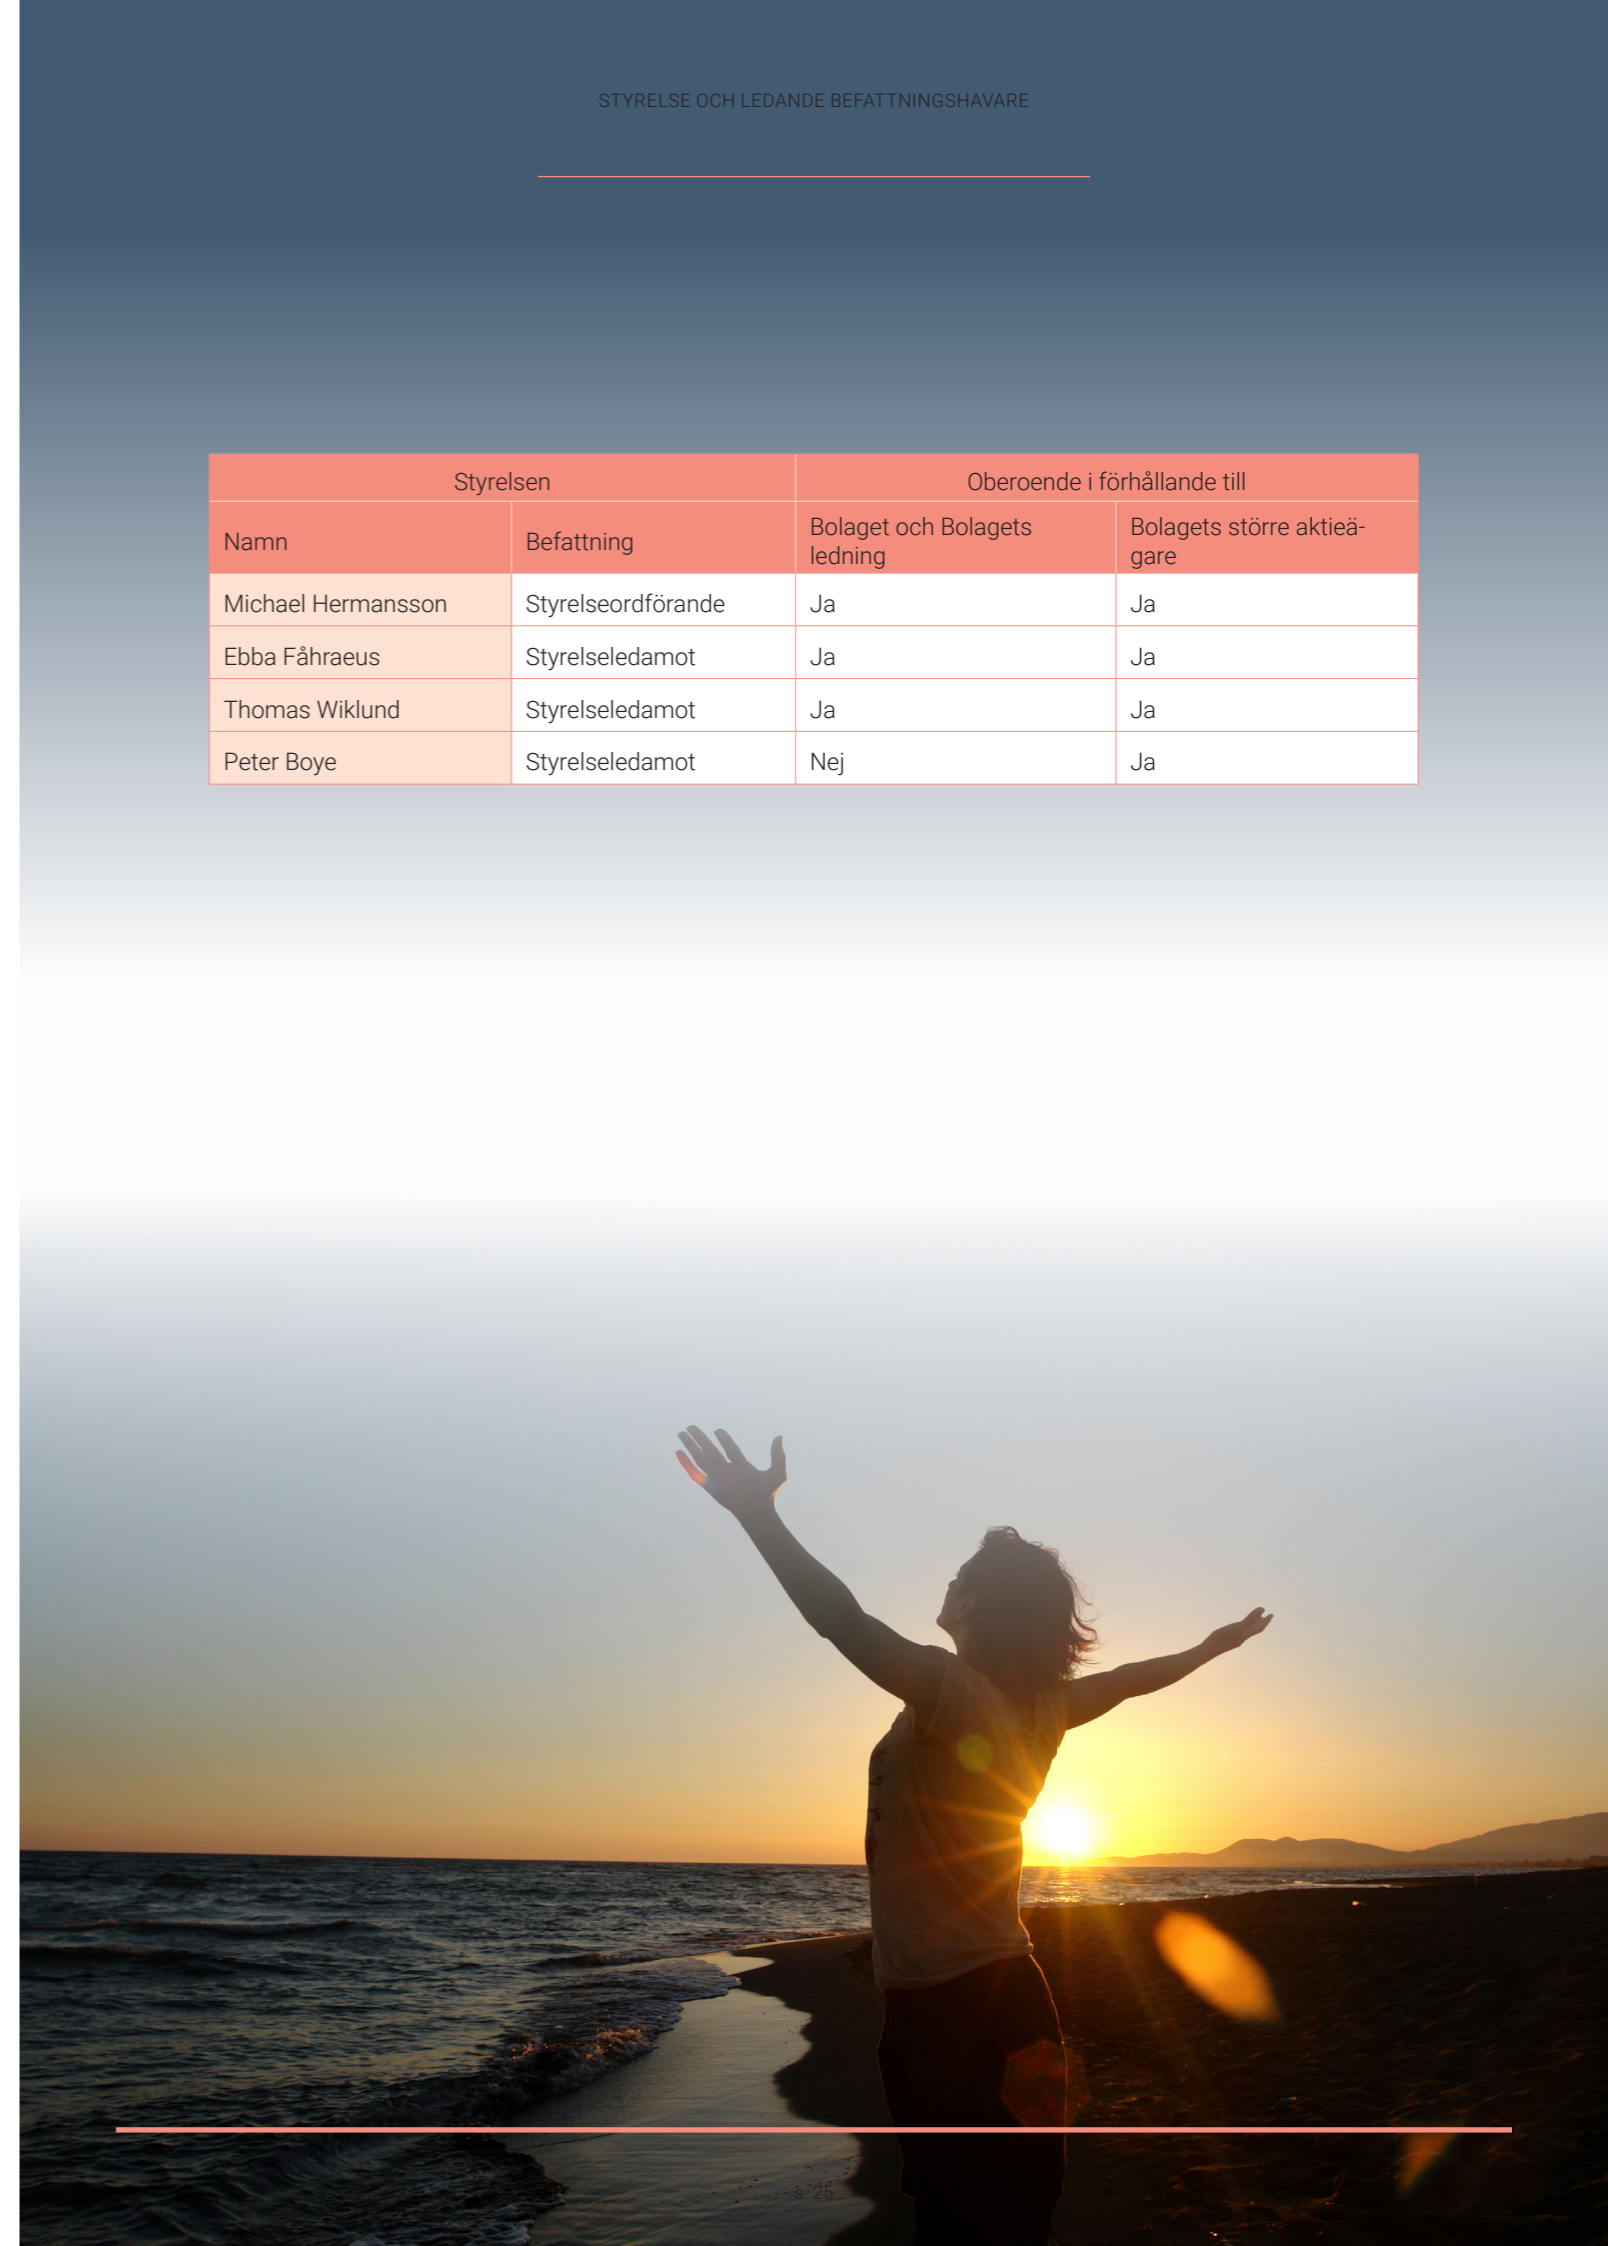 STYRELSE OCH LEDANDE BEFATTNINGSHAVARE
Styrelsen Oberoende i förhållande till
Namn Befattning Bolaget och Bolagets ledning Bolagets större aktieä-
gare
Michael Hermansson Styrelseordförande Ja Ja
Ebba Fåhraeus Styrelseledamot Ja Ja
Thomas Wiklund Styrelseledamot Ja Ja
Peter Boye Styrelseledamot Nej Ja
s. 25